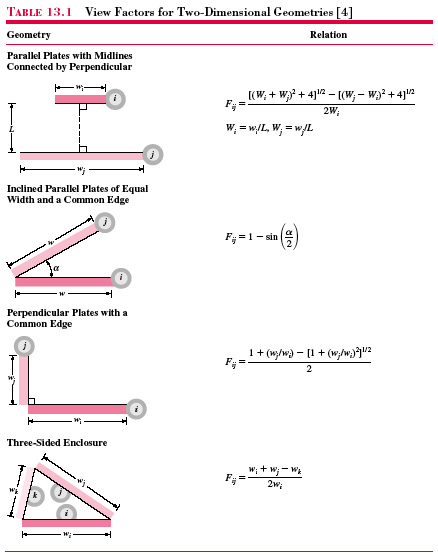 TABLE 13.1 View Factors for Two-Dimensional Geometries [4]
Geometry Relation
Parallel Plates with Midlines
Connected by Perpendicular
wi
i
L
j
wj
Fij = [(Wi + Wj)² + 4]^1/2 − [(Wj − Wi)² + 4]^1/2 / 2Wi
Wi = wi/L, Wj = wj/L
Inclined Parallel Plates of Equal
Width and a Common Edge
j
w
α
i
w
Fij = 1 − sin (α/2)
Perpendicular Plates with a
Common Edge
j
wj
i
wi
Fij = 1 + (wj/wi) − [1 + (wj/wi)²]^1/2 / 2
Three-Sided Enclosure
wj
wk
k
j
i
wi
Fij = wi + wj − wk / 2wi